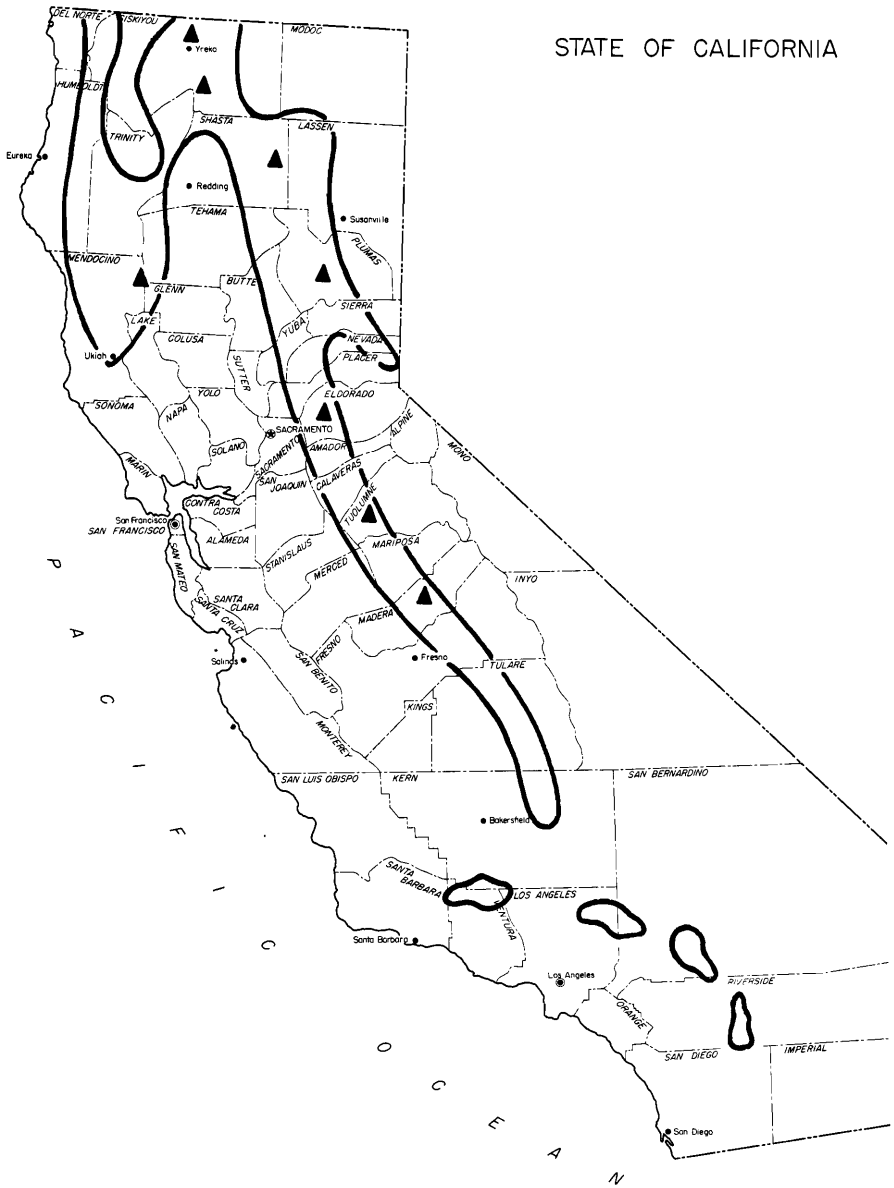 STATE OF CALIFORNIA
DEL NORTE
SISKIYOU
MODOC
Yreka
HUMBOLDT
TRINITY
SHASTA
LASSEN
Eureka
Redding
TEHAMA
Susanville
PLUMAS
MENDOCINO
GLENN
BUTTE
SIERRA
LAKE
COLUSA
YUBA
NEVADA
Ukiah
SUTTER
PLACER
SONOMA
NAPA
YOLO
ELDORADO
SACRAMENTO
ALPINE
SOLANO
SACRAMENTO
AMADOR
MONO
MARIN
SAN
JOAQUIN
CALAVERAS
CONTRA
COSTA
TUOLUMNE
San Francisco
SAN FRANCISCO
ALAMEDA
STANISLAUS
MARIPOSA
SAN MATEO
MERCED
INYO
SANTA
CLARA
SANTA CRUZ
MADERA
FRESNO
Fresno
Salinas
SAN BENITO
TULARE
KINGS
MONTEREY
SAN LUIS OBISPO
KERN
SAN BERNARDINO
Bakersfield
SANTA
BARBARA
LOS ANGELES
VENTURA
Santa Barbara
Los Angeles
RIVERSIDE
ORANGE
SAN DIEGO
IMPERIAL
San Diego
PACIFIC
OCEAN